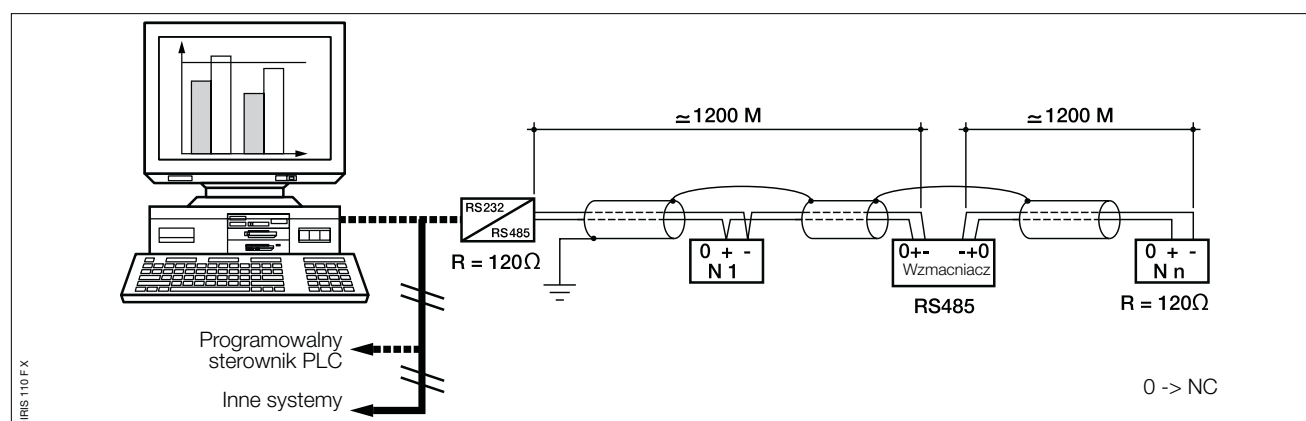 ≃1200 M
≃1200 M
RS232
RS485
R = 120Ω
0 + -
N 1
0+- -+0
Wzmacniacz
RS485
0 + -
N n
R = 120Ω
Programowalny
sterownik PLC
Inne systemy
0 -> NC
IRIS 110 F X